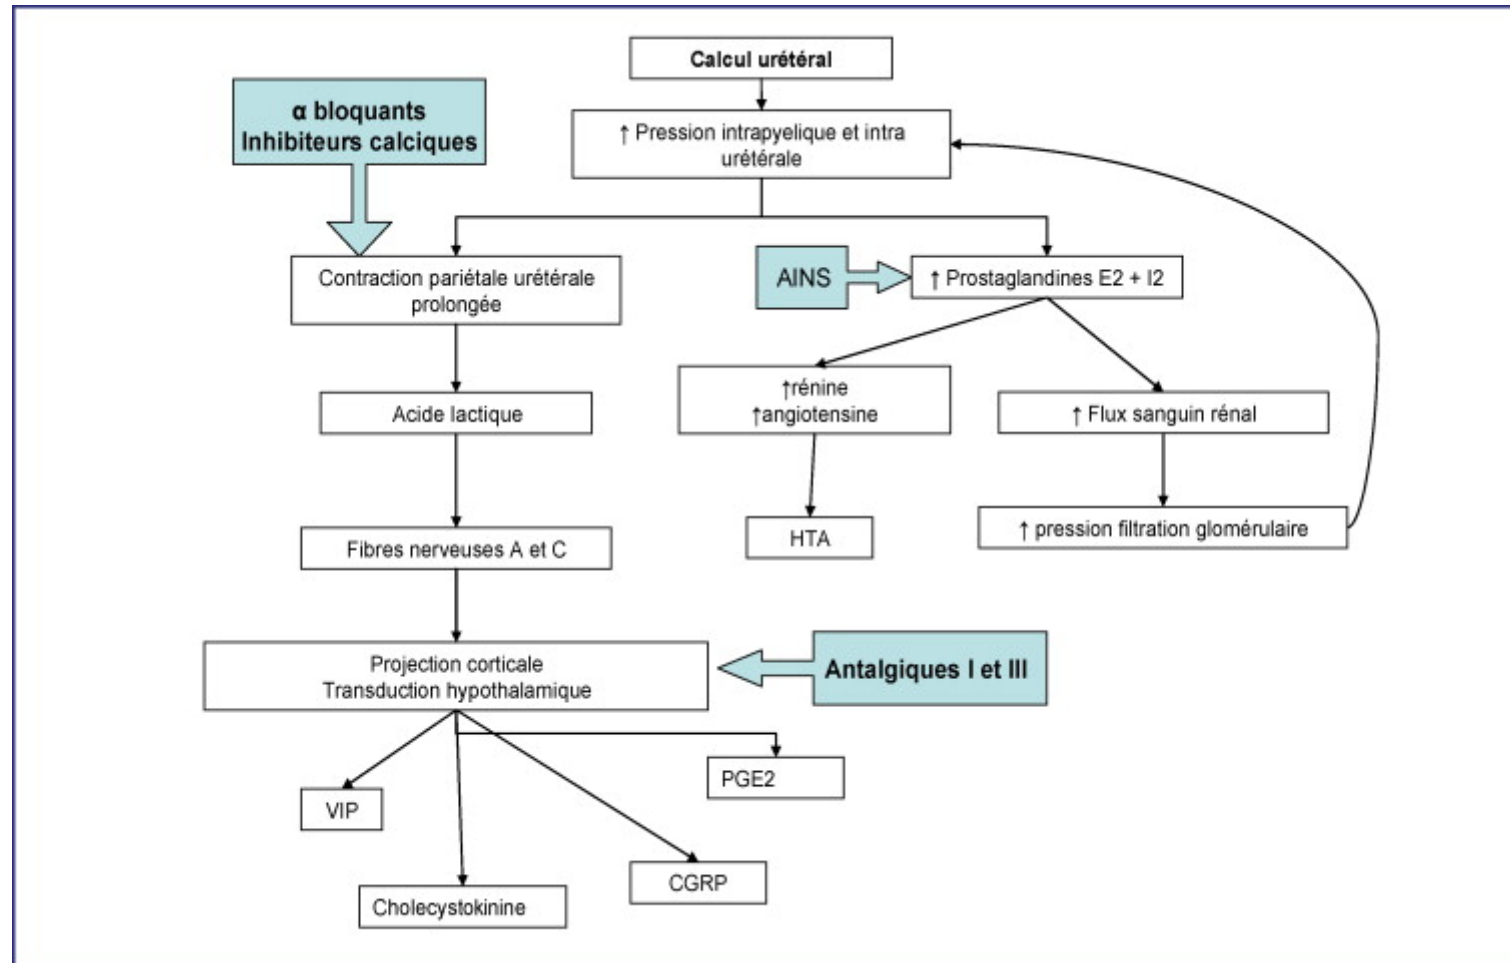 Calcul urétéral
α bloquants
Inhibiteurs calciques
↑ Pression intrapyelique et intra
urétérale
Contraction pariétale urétérale
prolongée
AINS
↑ Prostaglandines E2 + I2
Acide lactique
↑rénine
↑angiotensine
↑ Flux sanguin rénal
Fibres nerveuses A et C
HTA
↑ pression filtration glomérulaire
Projection corticale
Transduction hypothalamique
Antalgiques I et III
VIP
PGE2
Cholecystokinine
CGRP